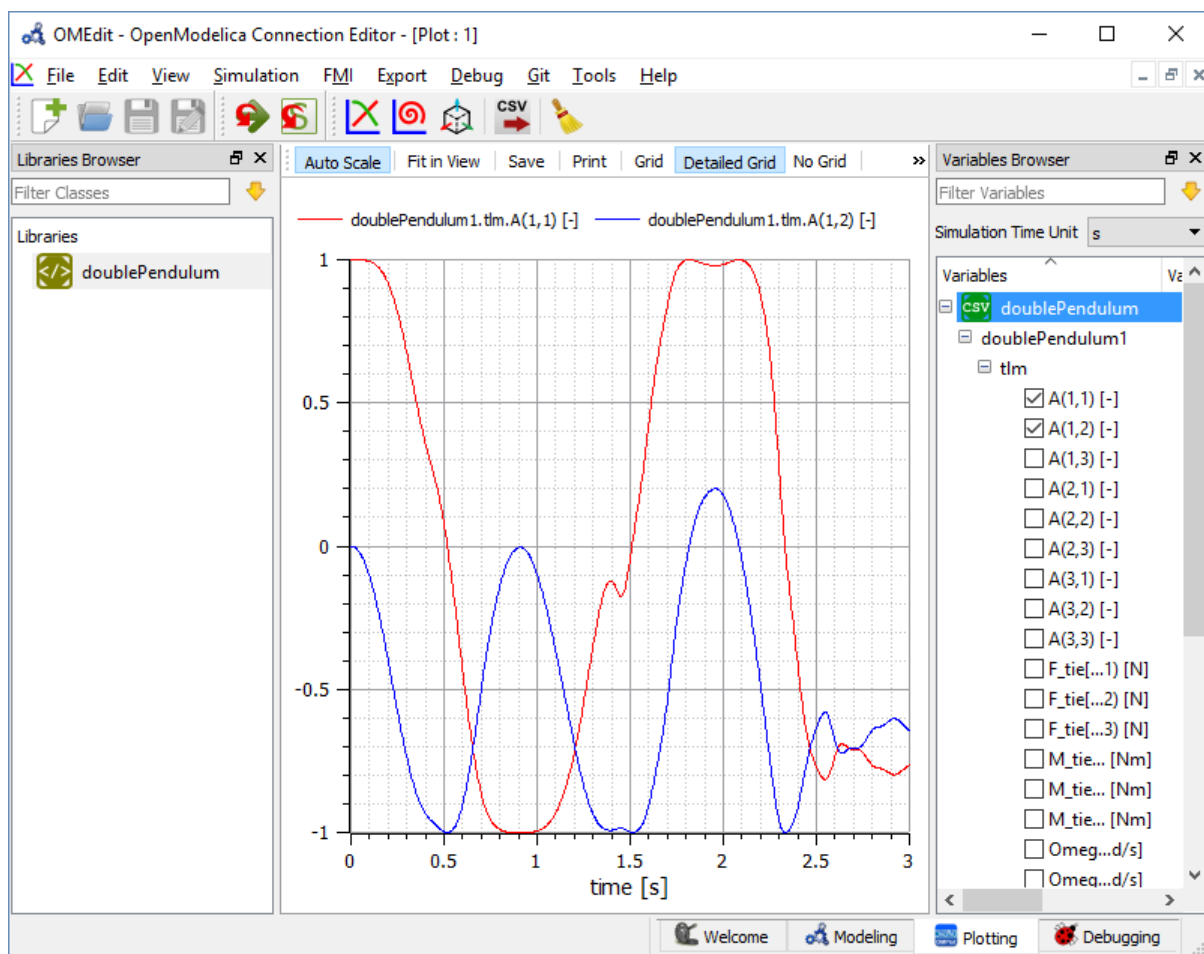 OMEdit - OpenModelica Connection Editor - [Plot : 1]
File Edit View Simulation FMI Export Debug Git Tools Help
CSV
Libraries Browser
Filter Classes
Libraries
</> doublePendulum
Auto Scale Fit in View Save Print Grid Detailed Grid No Grid »
doublePendulum1.tlm.A(1,1) [-] doublePendulum1.tlm.A(1,2) [-]
1
0.5
0
-0.5
-1
0 0.5 1 1.5 2 2.5 3
time [s]
Variables Browser
Filter Variables
Simulation Time Unit s
Variables
CSV doublePendulum
doublePendulum1
tlm
A(1,1) [-]
A(1,2) [-]
A(1,3) [-]
A(2,1) [-]
A(2,2) [-]
A(2,3) [-]
A(3,1) [-]
A(3,2) [-]
A(3,3) [-]
F_tie[...1) [N]
F_tie[...2) [N]
F_tie[...3) [N]
M_tie... [Nm]
M_tie... [Nm]
M_tie... [Nm]
Omeg...d/s]
Omeg...d/s]
Welcome Modeling Plotting Debugging